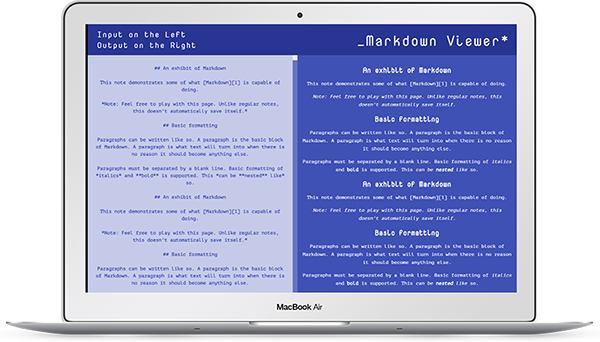 Input on the Left
Output on the Right
_Markdown Viewer*
## An exhibit of Markdown
This note demonstrates some of what [Markdown][1] is capable of
doing.
*Note: Feel free to play with this page. Unlike regular notes,
this doesn't automatically save itself.*
## Basic formatting
Paragraphs can be written like so. A paragraph is the basic block
of Markdown. A paragraph is what text will turn into when there is
no reason it should become anything else.
Paragraphs must be separated by a blank line. Basic formatting of
*italics* and **bold** is supported. This *can be **nested** like*
so.
## An exhibit of Markdown
This note demonstrates some of what [Markdown][1] is capable of
doing.
*Note: Feel free to play with this page. Unlike regular notes,
this doesn't automatically save itself.*
## Basic formatting
Paragraphs can be written like so. A paragraph is the basic block
of Markdown. A paragraph is what text will turn into when there is
no reason it should become anything else.
An exhibit of Markdown
This note demonstrates some of what [Markdown][1] is capable of doing.
Note: Feel free to play with this page. Unlike regular notes, this
doesn't automatically save itself.
Basic formatting
Paragraphs can be written like so. A paragraph is the basic block of
Markdown. A paragraph is what text will turn into when there is no reason
it should become anything else.
Paragraphs must be separated by a blank line. Basic formatting of italics
and bold is supported. This can be nested like so.
An exhibit of Markdown
This note demonstrates some of what [Markdown][1] is capable of doing.
Note: Feel free to play with this page. Unlike regular notes, this
doesn't automatically save itself.
Basic formatting
Paragraphs can be written like so. A paragraph is the basic block of
Markdown. A paragraph is what text will turn into when there is no reason
it should become anything else.
Paragraphs must be separated by a blank line. Basic formatting of italics
and bold is supported. This can be nested like so.
MacBook Air